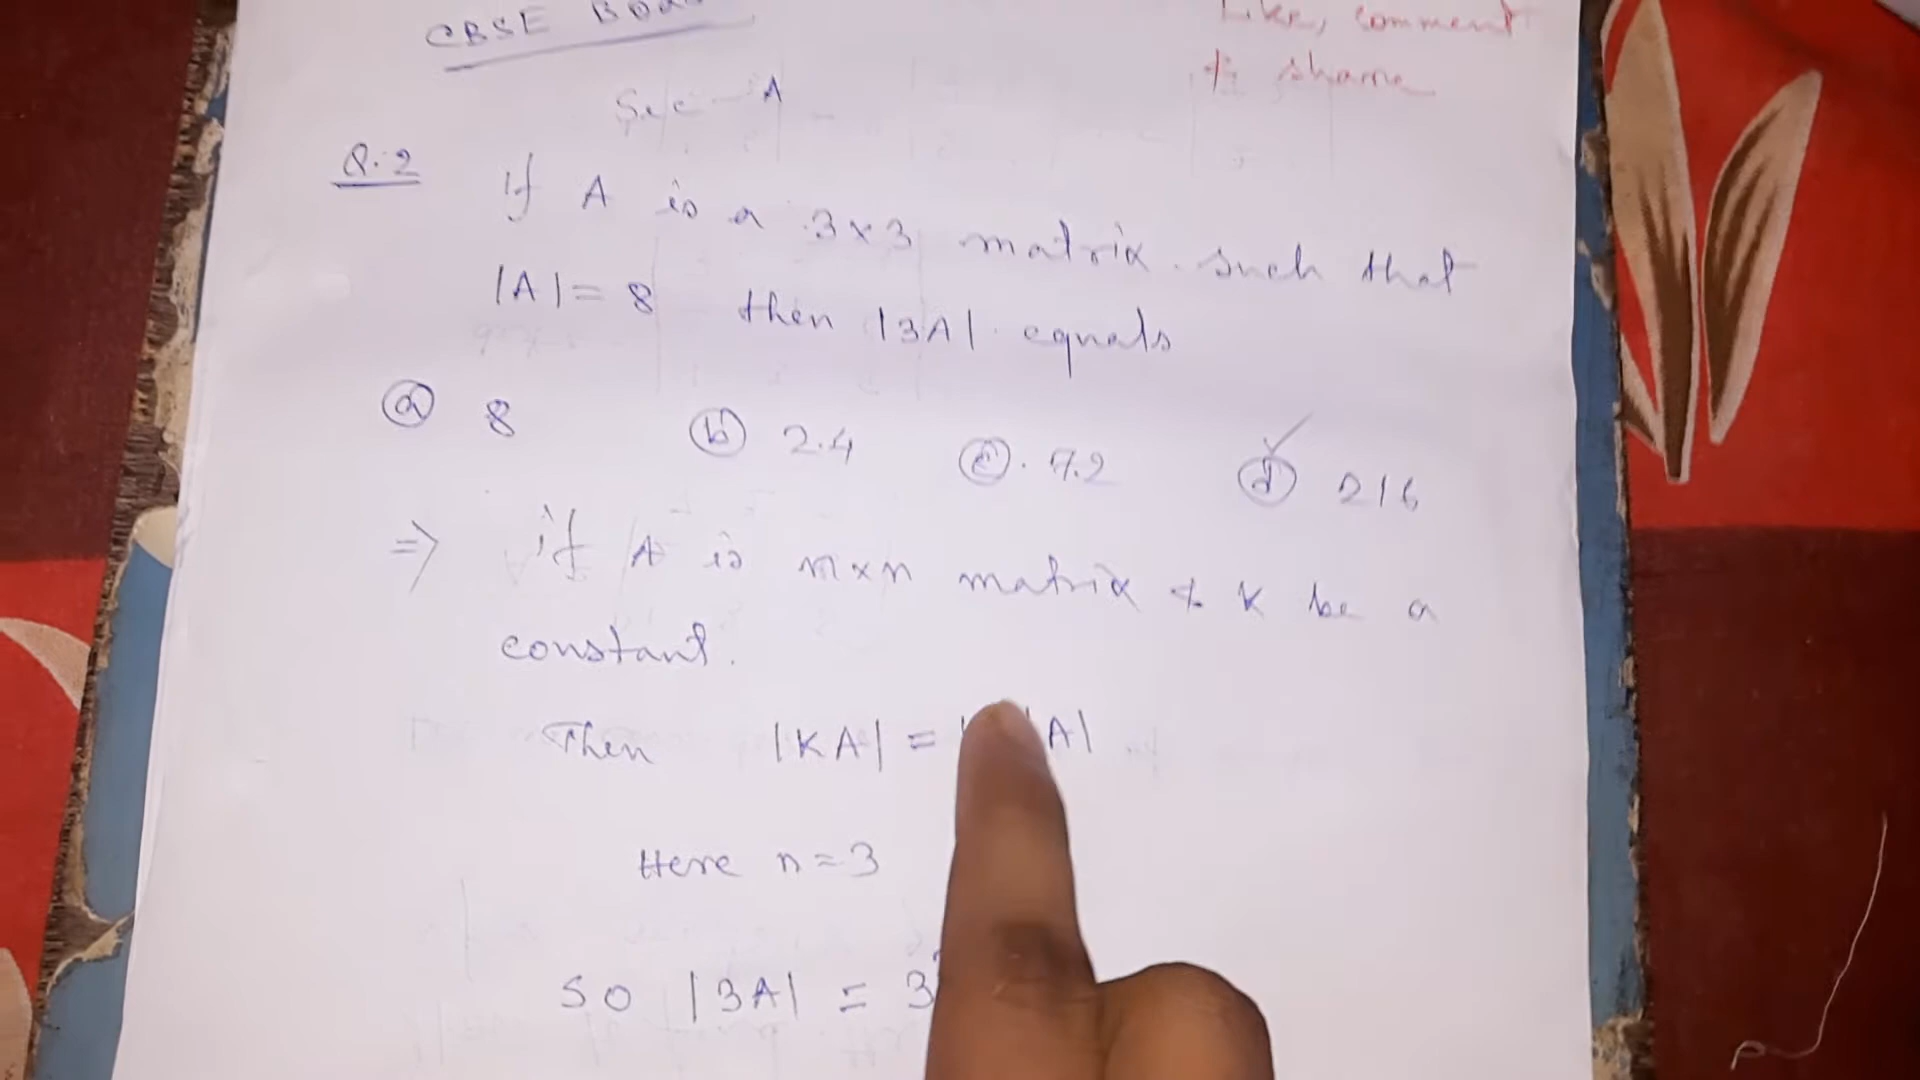 CBSE
Like, comment
& share
Sec - A
Q.2 If A is a 3×3 matrix such that
|A| = 8 then |3A| equals
(a) 8 (b) 24 (c) 72 (d) 216
⇒ if A is n×n matrix & K be a
constant.
Then |KA| = |A|
Here n = 3
SO |3A| = 3